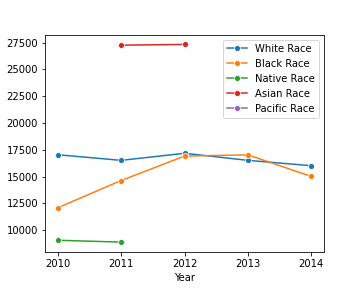 27500
25000
22500
20000
17500
15000
12500
10000
White Race
Black Race
Native Race
Asian Race
Pacific Race
2010 2011 2012 2013 2014
Year